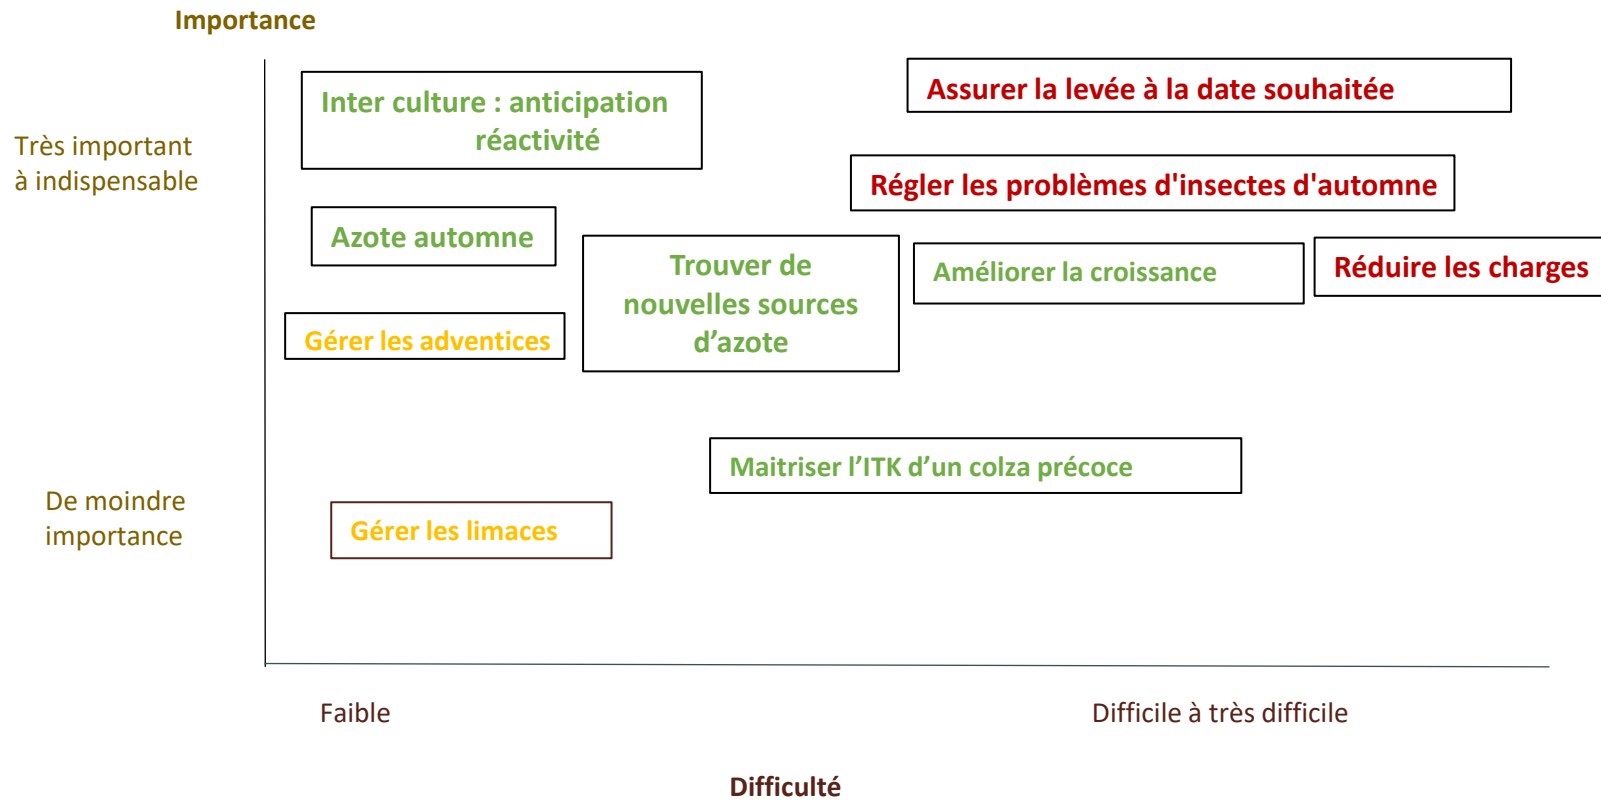 Importance
Inter culture : anticipation
réactivité
Assurer la levée à la date souhaitée
Très important
à indispensable
Régler les problèmes d'insectes d'automne
Azote automne
Trouver de
nouvelles sources
d’azote
Améliorer la croissance
Réduire les charges
Gérer les adventices
Maitriser l’ITK d’un colza précoce
De moindre
importance
Gérer les limaces
Faible
Difficile à très difficile
Difficulté